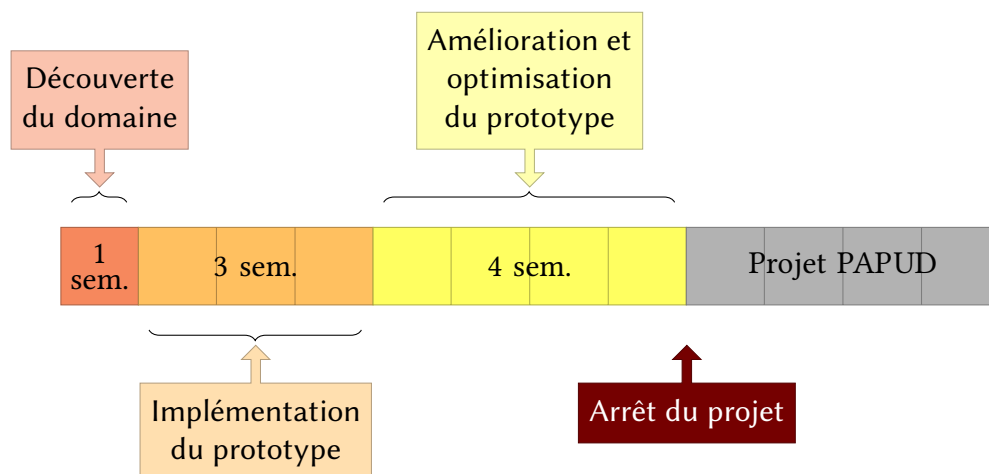 Découverte
du domaine
Amélioration et
optimisation
du prototype
1
sem.
3 sem.
4 sem.
Projet PAPUD
Implémentation
du prototype
Arrêt du projet